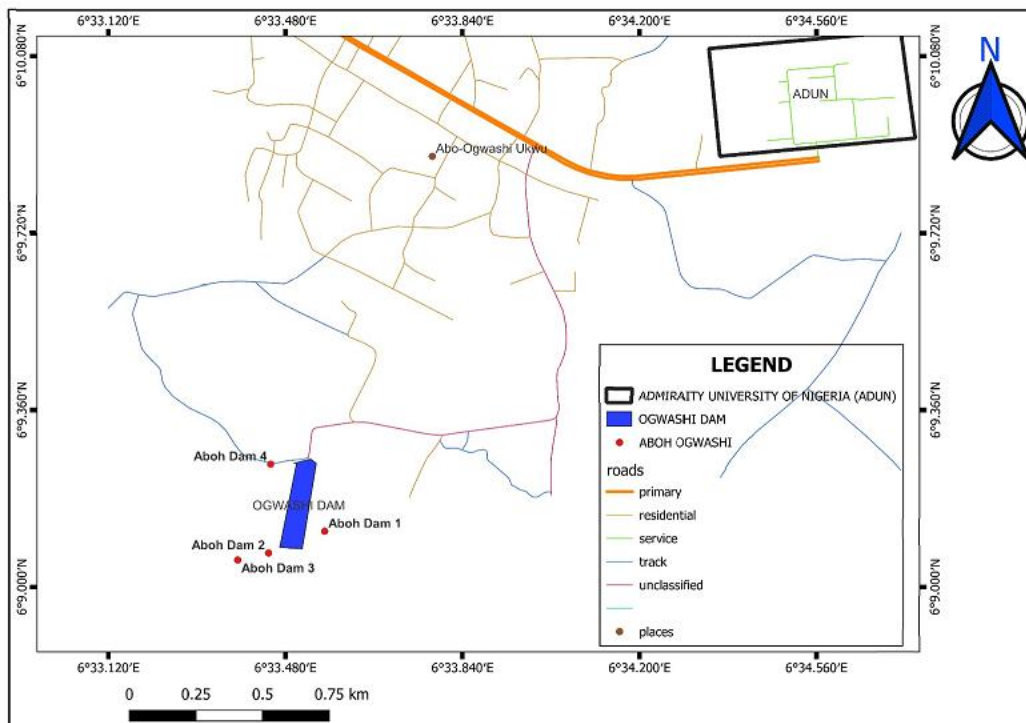 6°33.120'E 6°33.480'E 6°33.840'E 6°34.200'E 6°34.560'E
6°10.080'N
6°10.080'N
N
ADUN
Abo-Ogwashi Ukwu
6°9.720'N
6°9.720'N
LEGEND
ADMIRAITY UNIVERSITY OF NIGERIA (ADUN)
6°9.360'N
6°9.360'N
OGWASHI DAM
ABOH OGWASHI
Aboh Dam 4
roads
primary
OGWASHI DAM
residential
Aboh Dam 1
service
Aboh Dam 2
track
Aboh Dam 3
unclassified
6°9.000'N
6°9.000'N
places
6°33.120'E 6°33.480'E 6°33.840'E 6°34.200'E 6°34.560'E
0 0.25 0.5 0.75 km